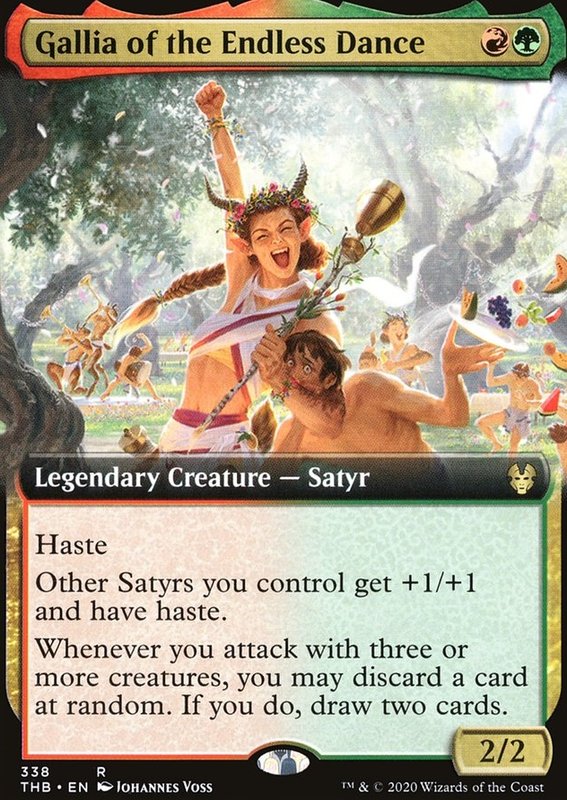 Gallia of the Endless Dance
Legendary Creature — Satyr
Haste
Other Satyrs you control get +1/+1
and have haste.
Whenever you attack with three or
more creatures, you may discard a card
at random. If you do, draw two cards.
2/2
338 R
THB • EN Johannes Voss
™ & © 2020 Wizards of the Coast